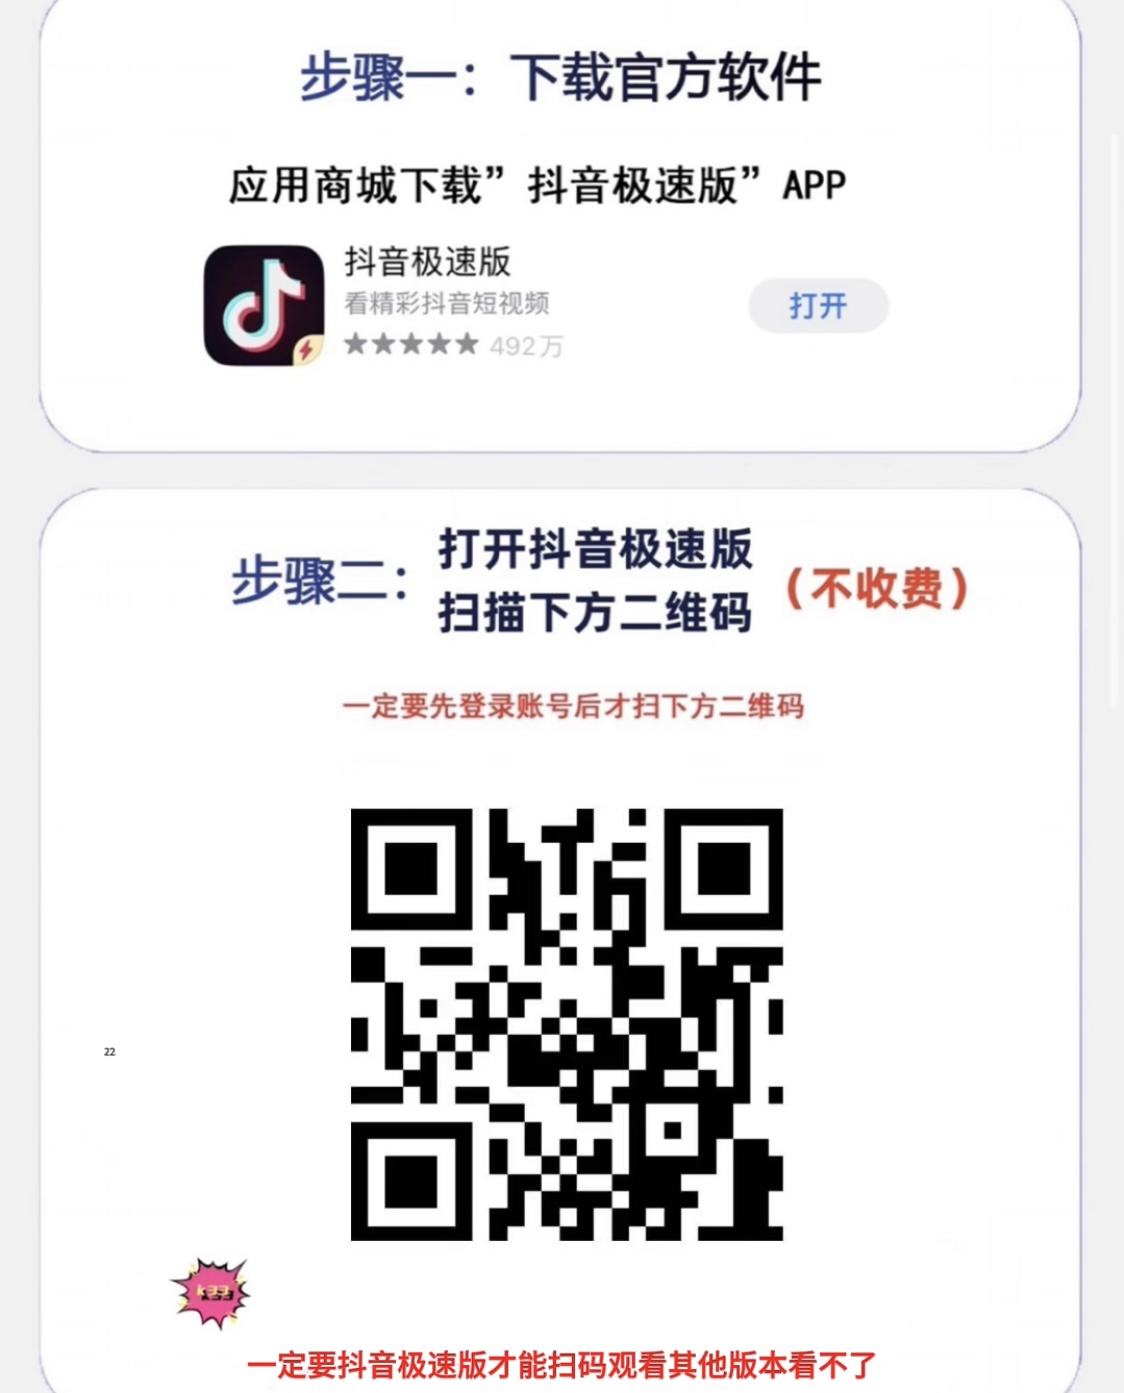 步骤一：下载官方软件
应用商城下载”抖音极速版”APP
抖音极速版
看精彩抖音短视频
492万
打开
步骤二：
打开抖音极速版
扫描下方二维码
（不收费）
一定要先登录账号后才扫下方二维码
22
k33
一定要抖音极速版才能扫码观看其他版本看不了